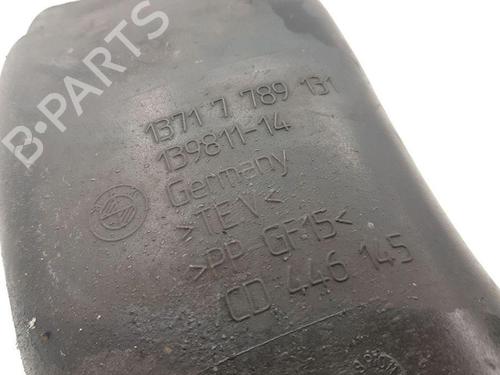 1371 7 789 131
139811-14
Germany
>TEV<
>PP-GF15<
CD 446 145
B-PARTS